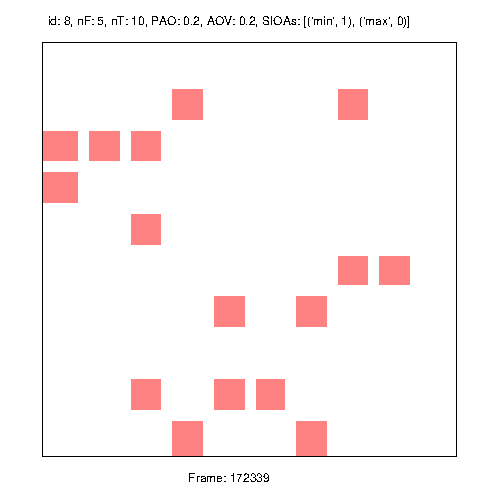 id: 8, nF: 5, nT: 10, PAO: 0.2, AOV: 0.2, SIOAs: [('min', 1), ('max', 0)]
Frame: 172339